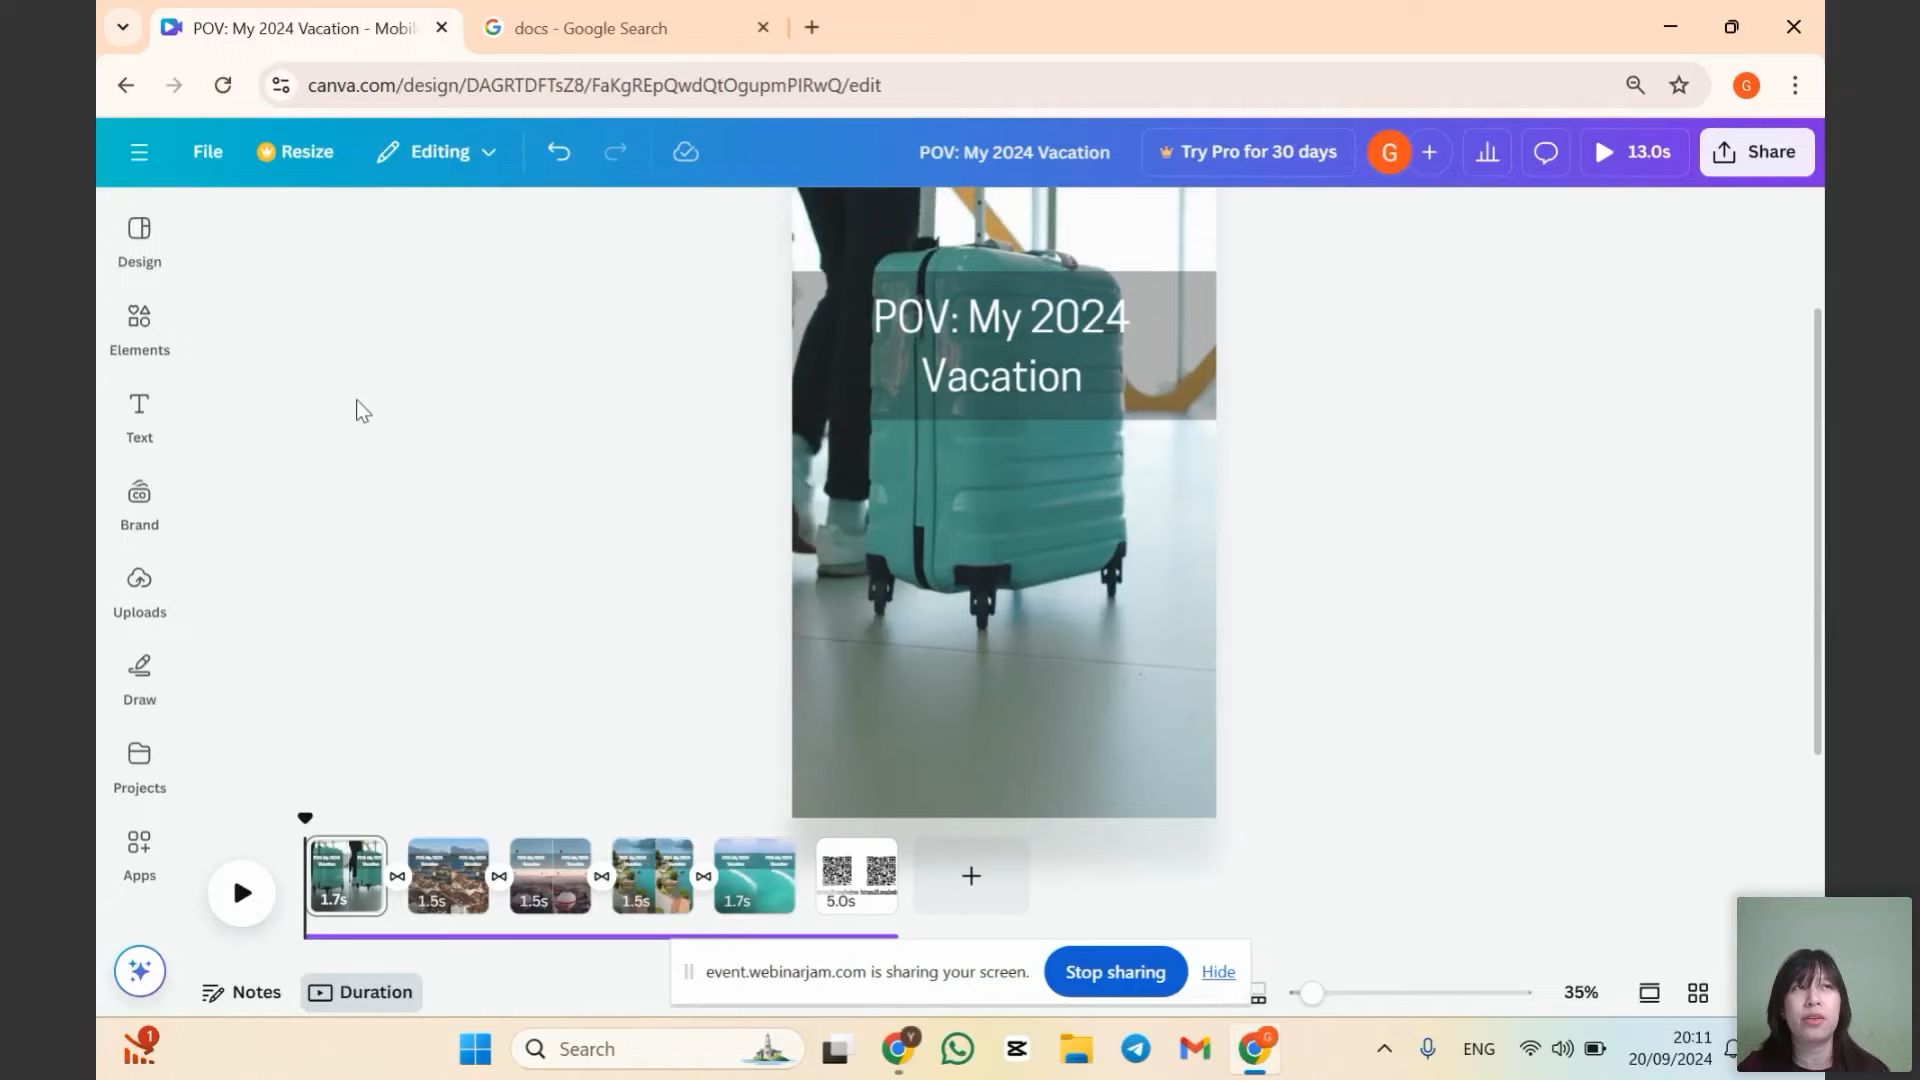 POV: My 2024 Vacation - Mobil
docs - Google Search
canva.com/design/DAGRTDFTsZ8/FaKgREpQwdQtOgupmPIRwQ/edit
G
File
Resize
Editing
POV: My 2024 Vacation
Try Pro for 30 days
G
13.0s
Share
Design
Elements
Text
Brand
Uploads
Draw
Projects
Apps
POV: My 2024
Vacation
1.7s
1.5s
1.5s
1.5s
1.7s
5.0s
Notes
Duration
event.webinarjam.com is sharing your screen.
Stop sharing
Hide
35%
1
Search
Y
G
ENG
20:11
20/09/2024